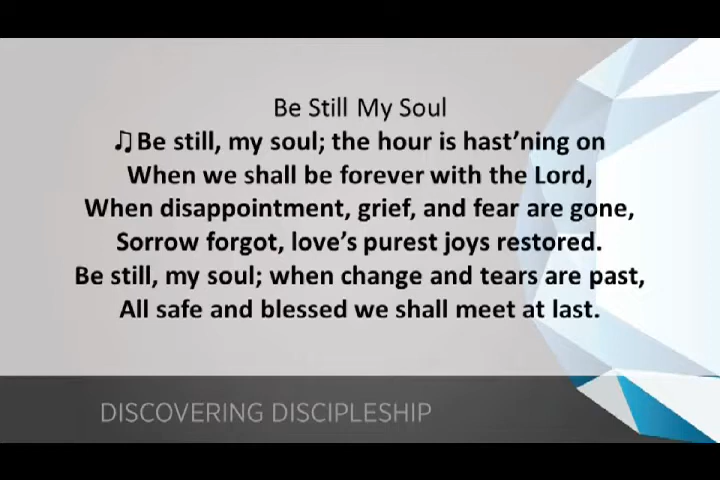 Be Still My Soul
♫Be still, my soul; the hour is hast’ning on
When we shall be forever with the Lord,
When disappointment, grief, and fear are gone,
Sorrow forgot, love’s purest joys restored.
Be still, my soul; when change and tears are past,
All safe and blessed we shall meet at last.
DISCOVERING DISCIPLESHIP